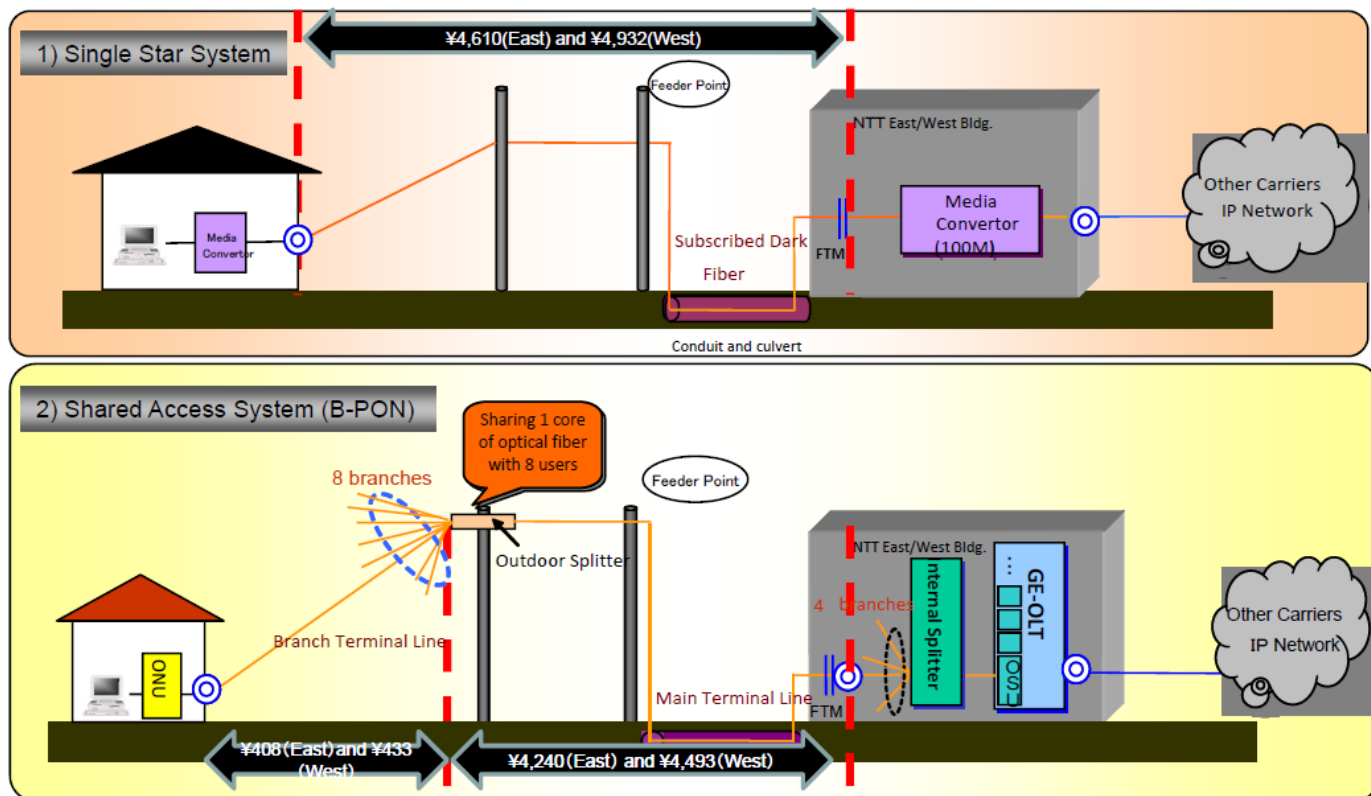 ¥4,610(East) and ¥4,932(West)
1) Single Star System
Feeder Point
NTT East/West Bldg.
Media
Convertor
Subscribed Dark
Fiber
FTM
Media
Convertor
(100M)
Other Carriers
IP Network
Conduit and culvert
2) Shared Access System (B-PON)
Sharing 1 core
of optical fiber
with 8 users
8 branches
Feeder Point
Outdoor Splitter
NTT East/West Bldg.
4 branches
Internal Splitter
GE-OLT
...
OSU
Other Carriers
IP Network
Branch Terminal Line
ONU
Main Terminal Line
FTM
¥408(East) and ¥433
(West)
¥4,240(East) and ¥4,493(West)